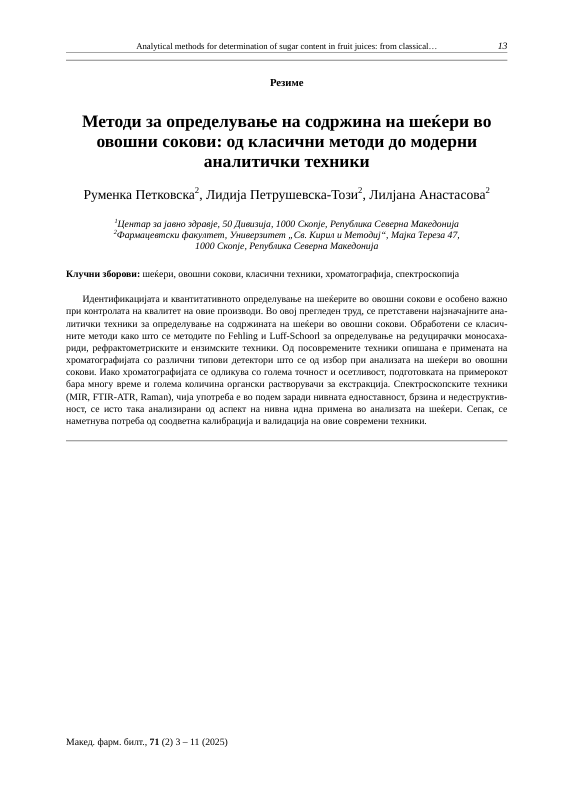 Analytical methods for determination of sugar content in fruit juices: from classical… 13
Резиме
Методи за определување на содржина на шеќери во
овошни сокови: од класични методи до модерни
аналитички техники
Руменка Петковска2, Лидија Петрушевска-Този2, Лилјана Анастасова2
1Центар за јавно здравје, 50 Дивизија, 1000 Скопје, Република Северна Македонија
2Фармацевтски факултет, Универзитет „Св. Кирил и Методиј“, Мајка Тереза 47,
1000 Скопје, Република Северна Македонија
Клучни зборови: шеќери, овошни сокови, класични техники, хроматографија, спектроскопија
Идентификацијата и квантитативното определување на шеќерите во овошни сокови е особено важно
при контролата на квалитет на овие производи. Во овој прегледен труд, се претставени најзначајните ана-
литички техники за определување на содржината на шеќери во овошни сокови. Обработени се класич-
ните методи како што се методите по Fehling и Luff-Schoorl за определување на редуцирачки моносаха-
риди, рефрактометриските и ензимските техники. Од посовремените техники опишана е примената на
хроматографијата со различни типови детектори што се од избор при анализата на шеќери во овошни
сокови. Иако хроматографијата се одликува со голема точност и осетливост, подготовката на примерокот
бара многу време и голема количина органски растворувачи за екстракција. Спектроскопските техники
(MIR, FTIR-ATR, Raman), чија употреба е во подем заради нивната едноставност, брзина и недеструктив-
ност, се исто така анализирани од аспект на нивна идна примена во анализата на шеќери. Сепак, се
наметнува потреба од соодветна калибрација и валидација на овие современи техники.
Макед. фарм. билт., 71 (2) 3 – 11 (2025)